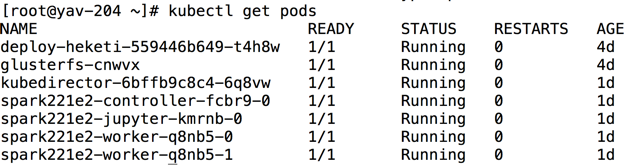 [root@yav-204 ~]# kubectl get pods
NAME READY STATUS RESTARTS AGE
deploy-heketi-559446b649-t4h8w 1/1 Running 0 4d
glusterfs-cnwvx 1/1 Running 0 4d
kubedirector-6bffb9c8c4-6q8vw 1/1 Running 0 1d
spark221e2-controller-fcbr9-0 1/1 Running 0 1d
spark221e2-jupyter-kmrnb-0 1/1 Running 0 1d
spark221e2-worker-q8nb5-0 1/1 Running 0 1d
spark221e2-worker-q8nb5-1 1/1 Running 0 1d